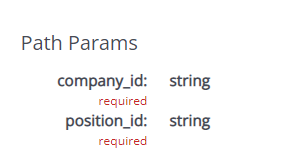 Path Params
company_id: string
required
position_id: string
required